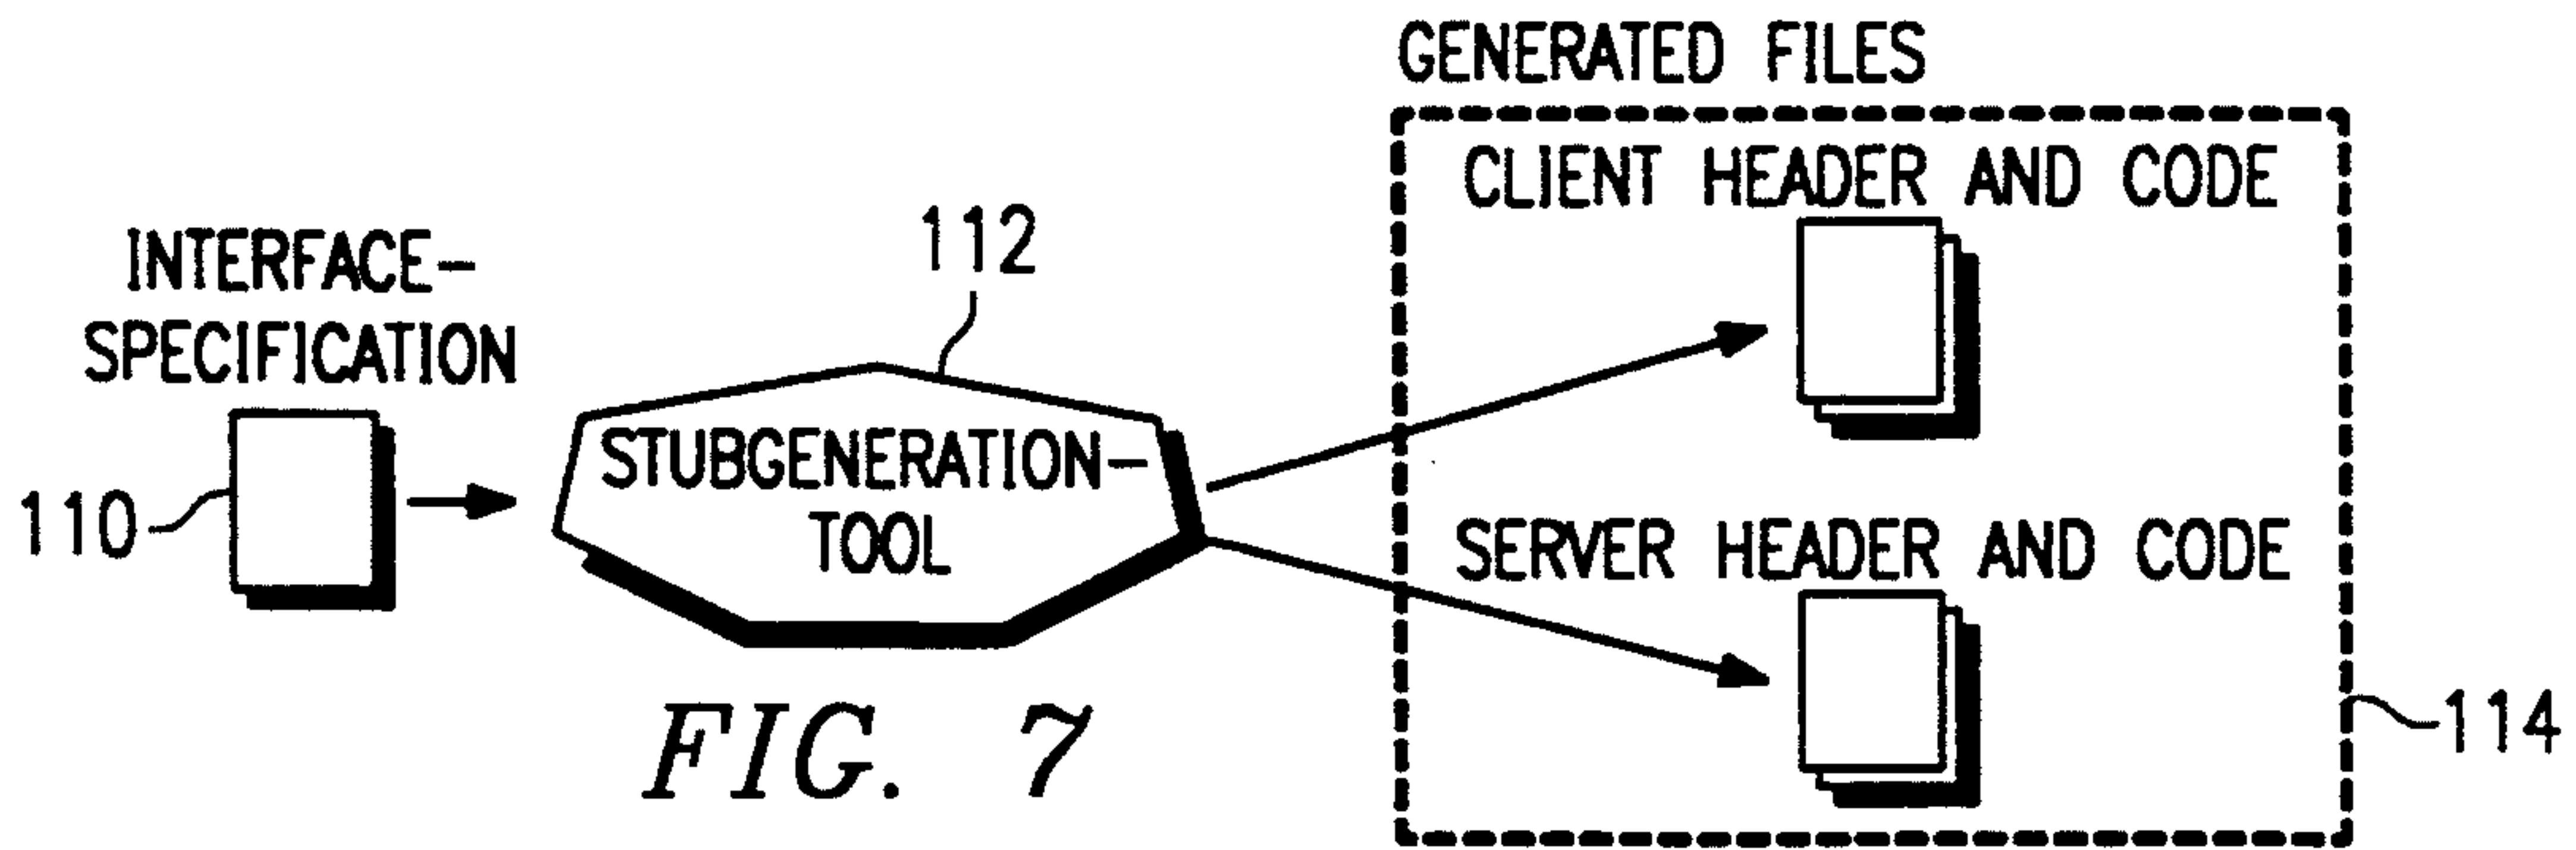 GENERATED FILES
CLIENT HEADER AND CODE
112
INTERFACE-
SPECIFICATION
STUBGENERATION-
TOOL
110
SERVER HEADER AND CODE
114
FIG. 7